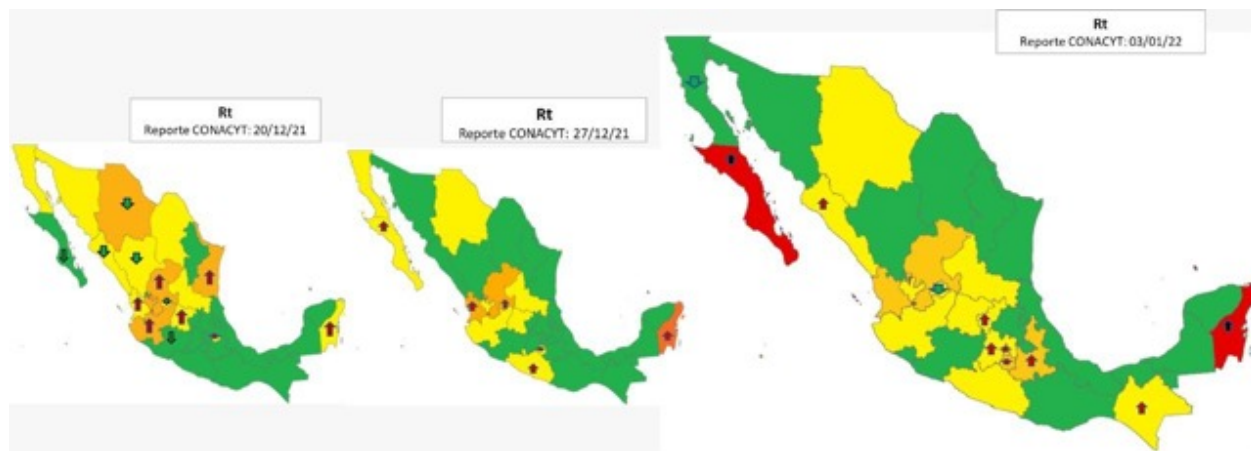 Rt
Reporte CONACYT: 20/12/21
Rt
Reporte CONACYT: 27/12/21
Rt
Reporte CONACYT: 03/01/22